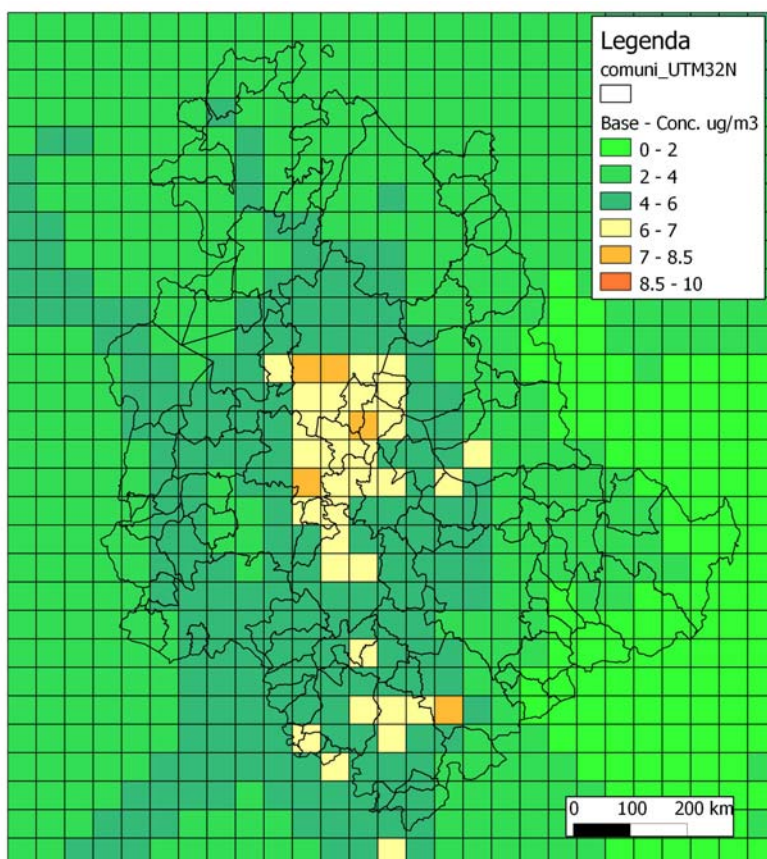 Legenda
comuni_UTM32N
Base - Conc. ug/m3
0 - 2
2 - 4
4 - 6
6 - 7
7 - 8.5
8.5 - 10
0 100 200 km